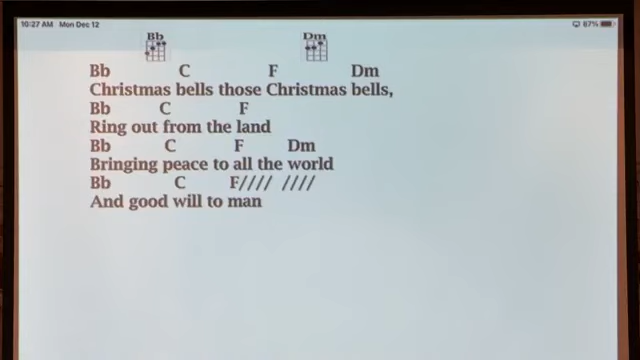 10:27 AM Mon Dec 12 87%
Bb Dm
Bb C F Dm
Christmas bells those Christmas bells,
Bb C F
Ring out from the land
Bb C F Dm
Bringing peace to all the world
Bb C F//// ////
And good will to man